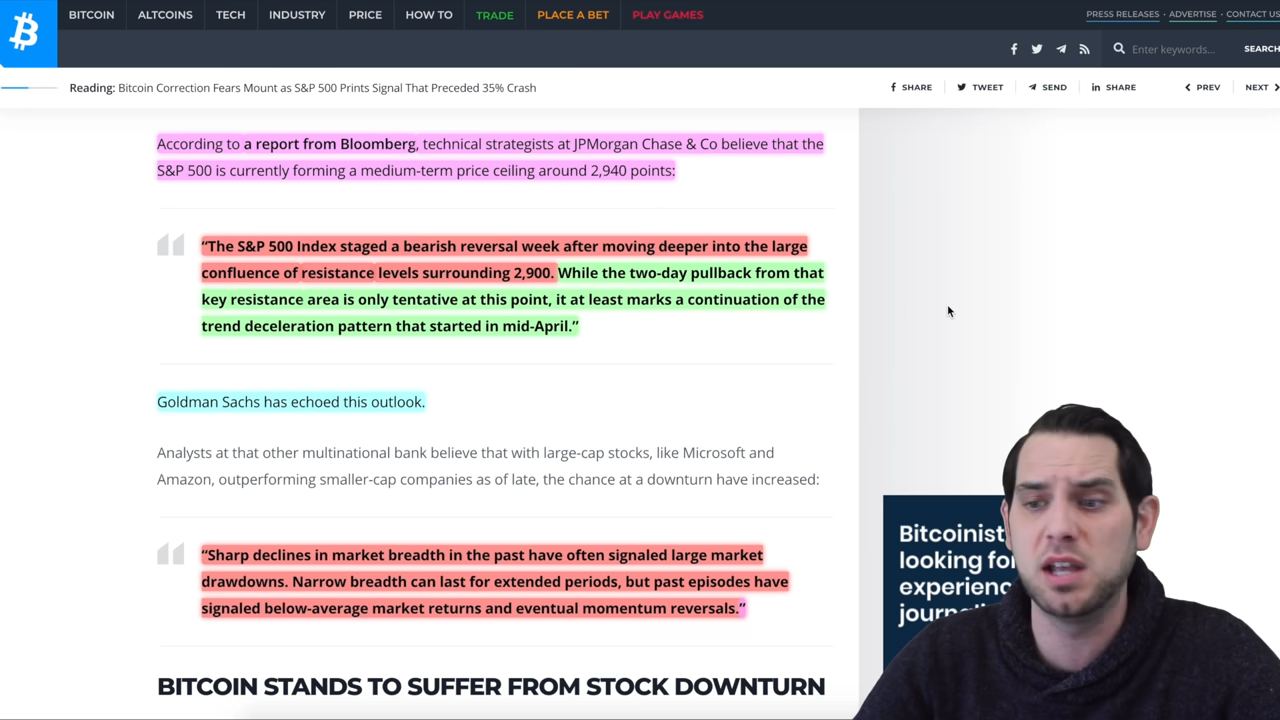 BITCOIN ALTCOINS TECH INDUSTRY PRICE HOW TO TRADE PLACE A BET PLAY GAMES PRESS RELEASES · ADVERTISE · CONTACT US
Enter keywords... SEARCH
Reading: Bitcoin Correction Fears Mount as S&P 500 Prints Signal That Preceded 35% Crash SHARE TWEET SEND SHARE PREV NEXT
According to a report from Bloomberg, technical strategists at JPMorgan Chase & Co believe that the
S&P 500 is currently forming a medium-term price ceiling around 2,940 points:
“The S&P 500 Index staged a bearish reversal week after moving deeper into the large
confluence of resistance levels surrounding 2,900. While the two-day pullback from that
key resistance area is only tentative at this point, it at least marks a continuation of the
trend deceleration pattern that started in mid-April.”
Goldman Sachs has echoed this outlook.
Analysts at that other multinational bank believe that with large-cap stocks, like Microsoft and
Amazon, outperforming smaller-cap companies as of late, the chance at a downturn have increased:
“Sharp declines in market breadth in the past have often signaled large market
drawdowns. Narrow breadth can last for extended periods, but past episodes have
signaled below-average market returns and eventual momentum reversals.”
BITCOIN STANDS TO SUFFER FROM STOCK DOWNTURN
Bitcoinist
looking for